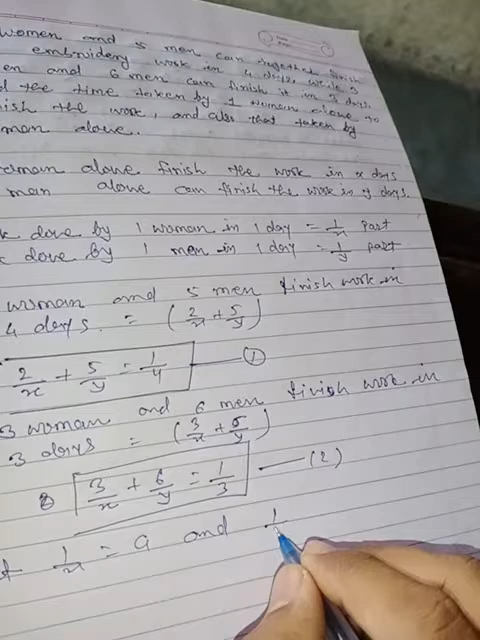 women and 5 men can together finish
embridery work in 4 days, while 3
en and 6 men can finish it in 3 days.
the time taken by 1 woman alone to
ish the work, and also that taken by
man alone.
woman alone finish the work in x days
man alone can finish the work in y days.
k done by 1 woman in 1 day = 1/x part
k done by 1 men in 1 day = 1/y part
woman and 5 men finish work in
4 days. = (2/x + 5/y)
2/x + 5/y = 1/4 — (1)
3 woman and 6 men finish work in
3 days = (3/x + 6/y)
3/x + 6/y = 1/3 — (2)
1/x = a and 1